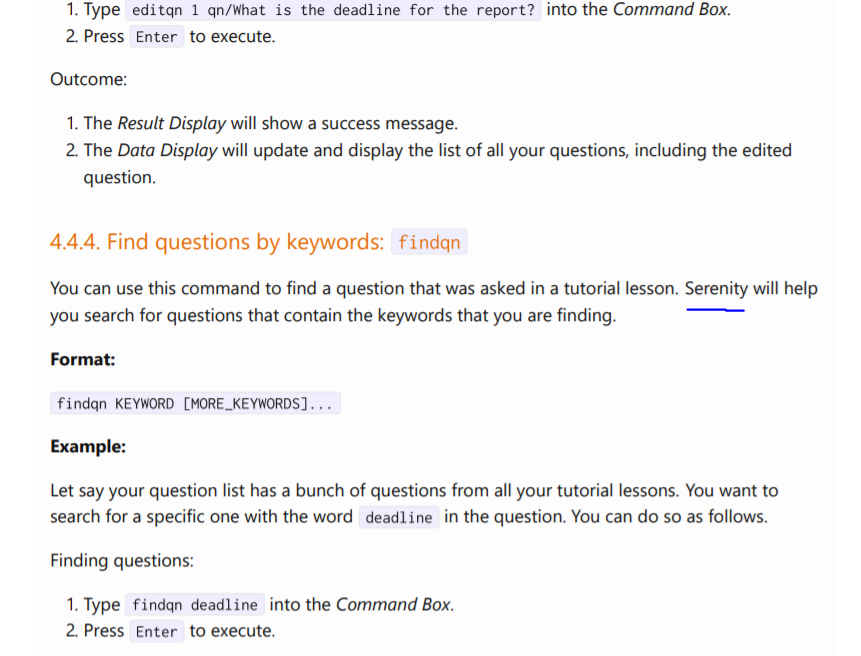 1. Type editqn 1 qn/What is the deadline for the report? into the Command Box.
2. Press Enter to execute.
Outcome:
1. The Result Display will show a success message.
2. The Data Display will update and display the list of all your questions, including the edited
question.
4.4.4. Find questions by keywords: findqn
You can use this command to find a question that was asked in a tutorial lesson. Serenity will help
you search for questions that contain the keywords that you are finding.
Format:
findqn KEYWORD [MORE_KEYWORDS]...
Example:
Let say your question list has a bunch of questions from all your tutorial lessons. You want to
search for a specific one with the word deadline in the question. You can do so as follows.
Finding questions:
1. Type findqn deadline into the Command Box.
2. Press Enter to execute.